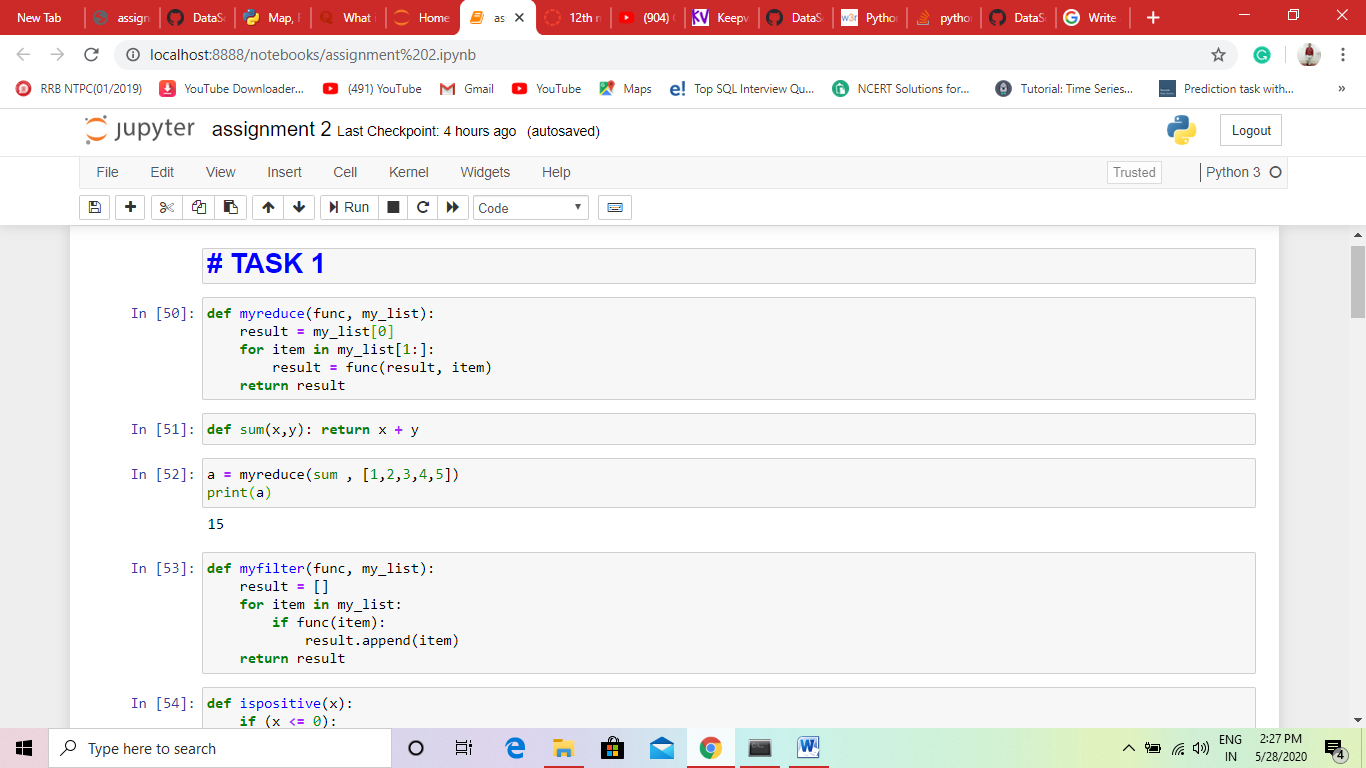 New Tab
assign
DataS
Map, F
What i
Home
as
12th n
(904)
Keepv
DataS
Pytho
pytho
DataS
Write
localhost:8888/notebooks/assignment%202.ipynb
RRB NTPC(01/2019)
YouTube Downloader...
(491) YouTube
Gmail
YouTube
Maps
e! Top SQL Interview Qu...
NCERT Solutions for...
Tutorial: Time Series...
Prediction task with...
»
jupyter assignment 2 Last Checkpoint: 4 hours ago (autosaved)
Logout
File Edit View Insert Cell Kernel Widgets Help
Trusted
Python 3
Run
Code
# TASK 1
In [50]: def myreduce(func, my_list):
    result = my_list[0]
    for item in my_list[1:]:
        result = func(result, item)
    return result
In [51]: def sum(x,y): return x + y
In [52]: a = myreduce(sum , [1,2,3,4,5])
print(a)
15
In [53]: def myfilter(func, my_list):
    result = []
    for item in my_list:
        if func(item):
            result.append(item)
    return result
In [54]: def ispositive(x):
    if (x <= 0):
Type here to search
ENG
IN
2:27 PM
5/28/2020
4